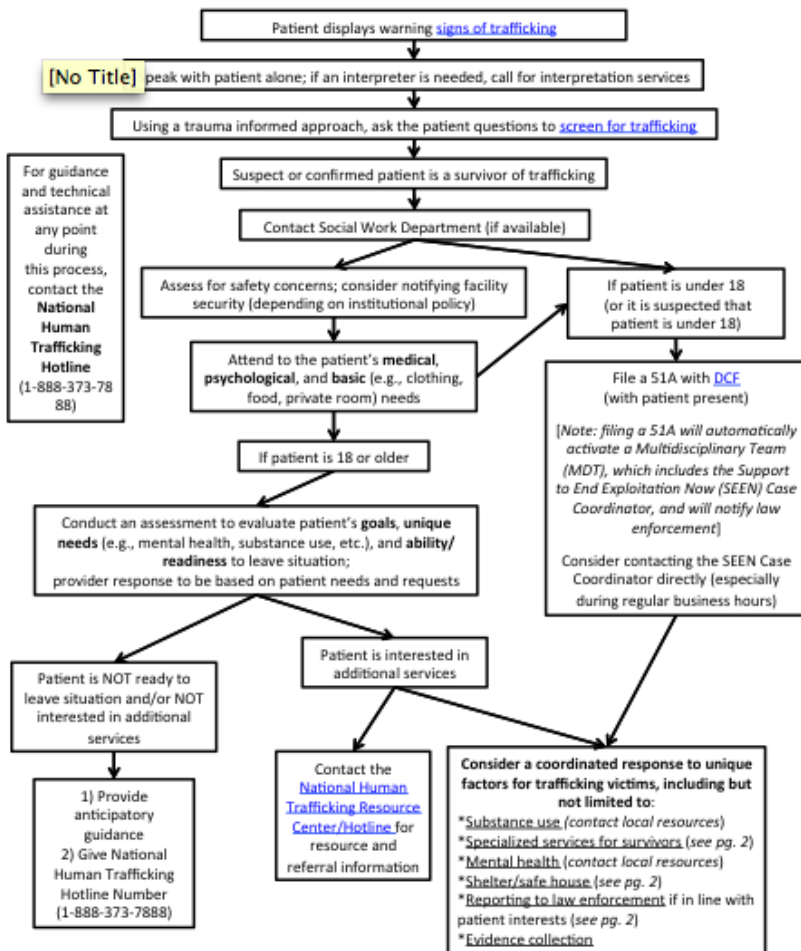 Patient displays warning signs of trafficking
[No Title]
peak with patient alone; if an interpreter is needed, call for interpretation services
Using a trauma informed approach, ask the patient questions to screen for trafficking
Suspect or confirmed patient is a survivor of trafficking
Contact Social Work Department (if available)
For guidance
and technical
assistance at
any point
during
this process,
contact the
National
Human
Trafficking
Hotline
(1-888-373-78
88)
Assess for safety concerns; consider notifying facility
security (depending on institutional policy)
If patient is under 18
(or it is suspected that
patient is under 18)
Attend to the patient's medical,
psychological, and basic (e.g., clothing,
food, private room) needs
File a 51A with DCF
(with patient present)
[Note: filing a 51A will automatically
activate a Multidisciplinary Team
(MDT), which includes the Support
to End Exploitation Now (SEEN) Case
Coordinator, and will notify law
enforcement]
Consider contacting the SEEN Case
Coordinator directly (especially
during regular business hours)
If patient is 18 or older
Conduct an assessment to evaluate patient's goals, unique
needs (e.g., mental health, substance use, etc.), and ability/
readiness to leave situation;
provider response to be based on patient needs and requests
Patient is NOT ready to
leave situation and/or NOT
interested in additional
services
Patient is interested in
additional services
1) Provide
anticipatory
guidance
2) Give National
Human Trafficking
Hotline Number
(1-888-373-7888)
Contact the
National Human
Trafficking Resource
Center/Hotline for
resource and
referral information
Consider a coordinated response to unique
factors for trafficking victims, including but
not limited to:
*Substance use (contact local resources)
*Specialized services for survivors (see pg. 2)
*Mental health (contact local resources)
*Shelter/safe house (see pg. 2)
*Reporting to law enforcement if in line with
patient interests (see pg. 2)
*Evidence collection